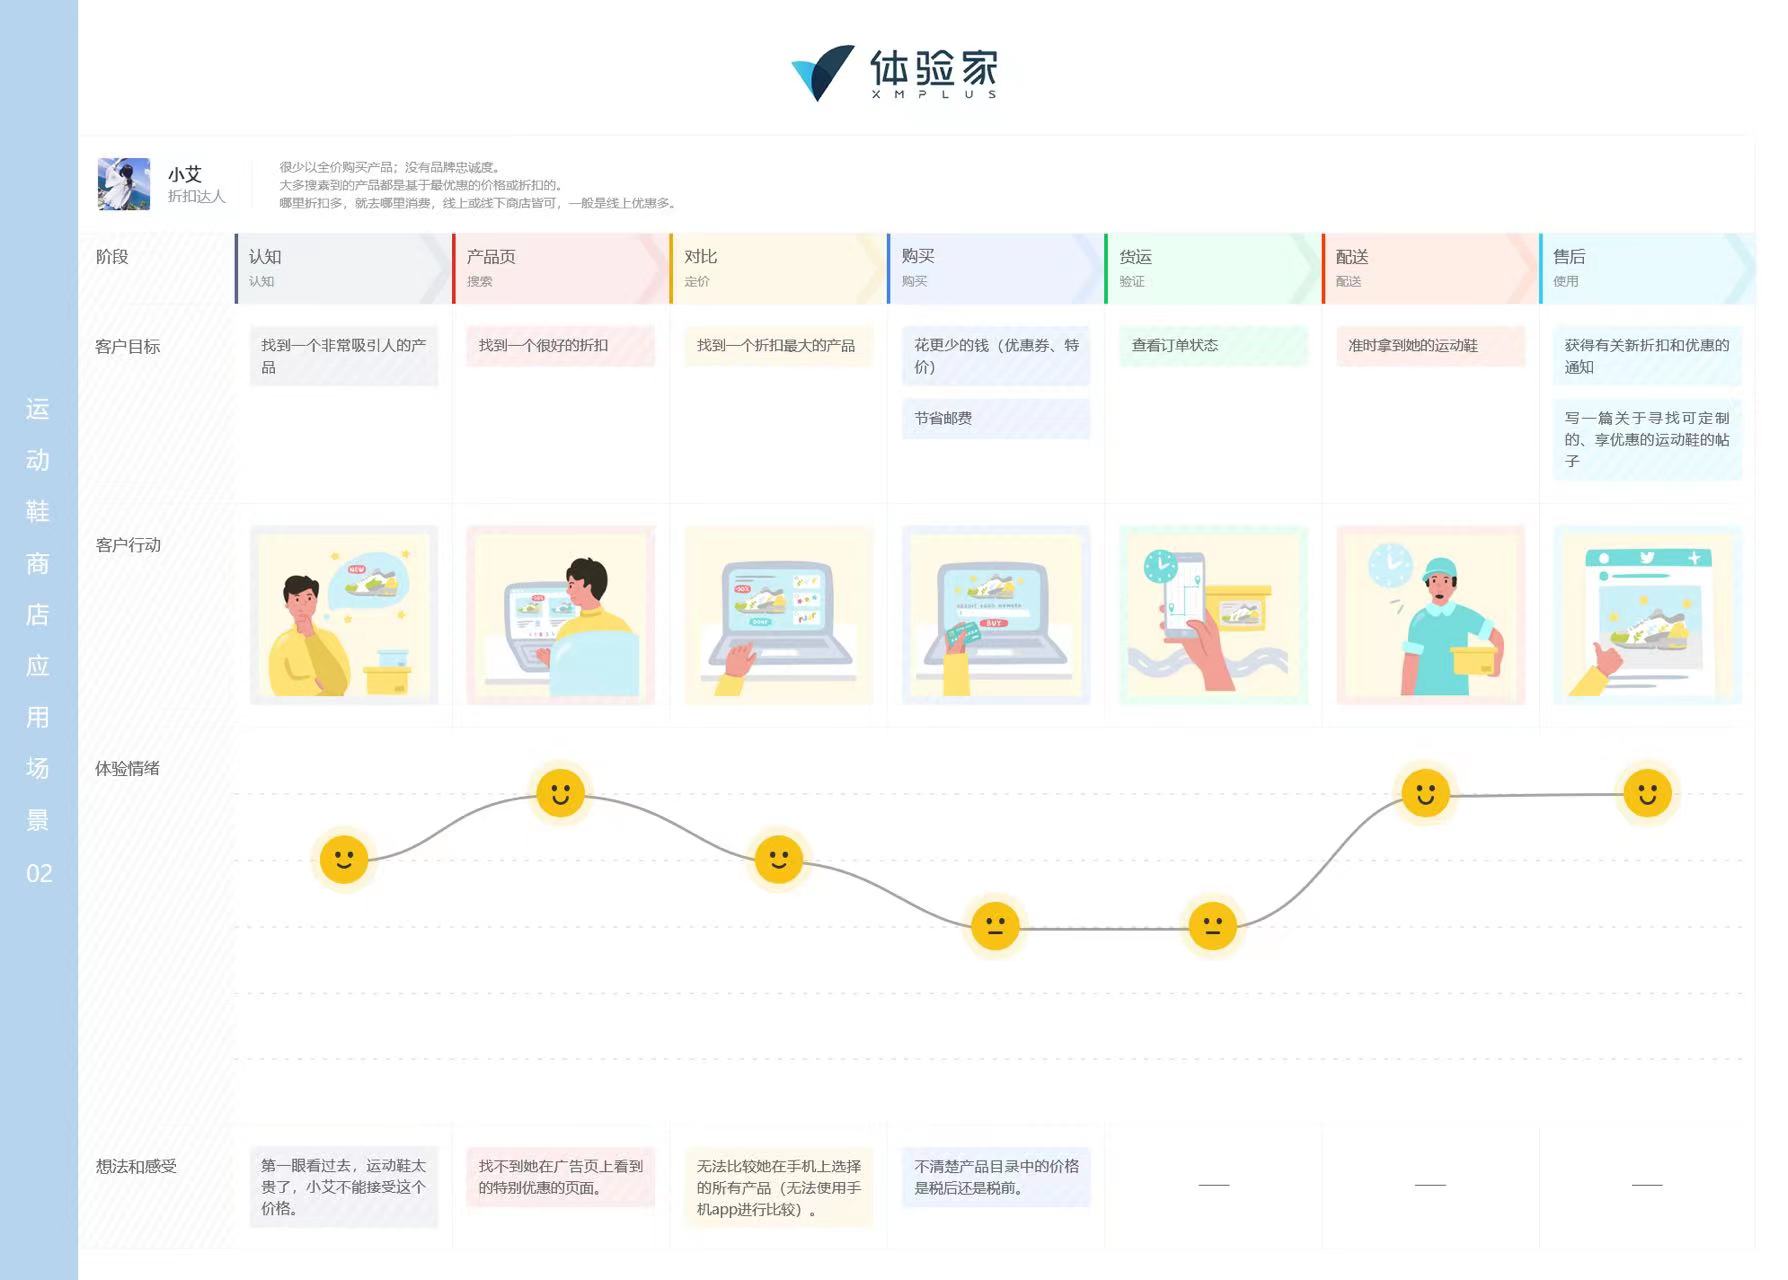 体验家
XMPLUS
小艾
折扣达人
很少以全价购买产品；没有品牌忠诚度。
大多搜素到的产品都是基于最优惠的价格或折扣的。
哪里折扣多，就去哪里消费，线上或线下商店皆可，一般是线上优惠多。
运动鞋商店应用场景02
阶段
认知
认知
产品页
搜索
对比
定价
购买
购买
货运
验证
配送
配送
售后
使用
客户目标
找到一个非常吸引人的产
品
找到一个很好的折扣
找到一个折扣最大的产品
花更少的钱（优惠券、特
价）
节省邮费
查看订单状态
准时拿到她的运动鞋
获得有关新折扣和优惠的
通知
写一篇关于寻找可定制
的、享优惠的运动鞋的帖
子
客户行动
NEW
BUY
体验情绪
想法和感受
第一眼看过去，运动鞋太
贵了，小艾不能接受这个
价格。
找不到她在广告页上看到
的特别优惠的页面。
无法比较她在手机上选择
的所有产品（无法使用手
机app进行比较）。
不清楚产品目录中的价格
是税后还是税前。